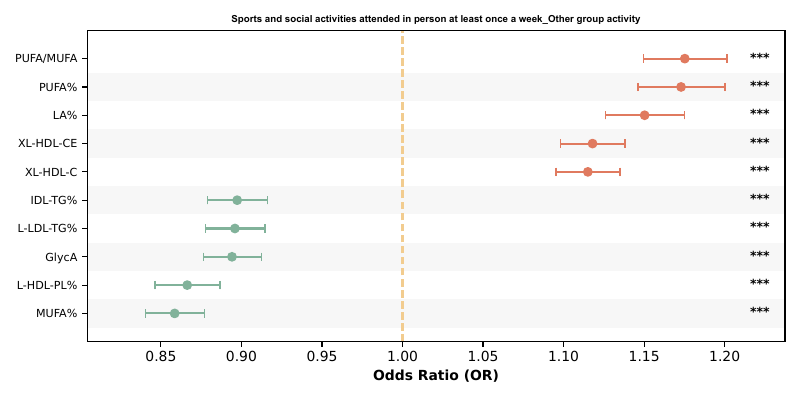 Sports and social activities attended in person at least once a week_Other group activity
PUFA/MUFA ***
PUFA% ***
LA% ***
XL-HDL-CE ***
XL-HDL-C ***
IDL-TG% ***
L-LDL-TG% ***
GlycA ***
L-HDL-PL% ***
MUFA% ***
0.85 0.90 0.95 1.00 1.05 1.10 1.15 1.20
Odds Ratio (OR)